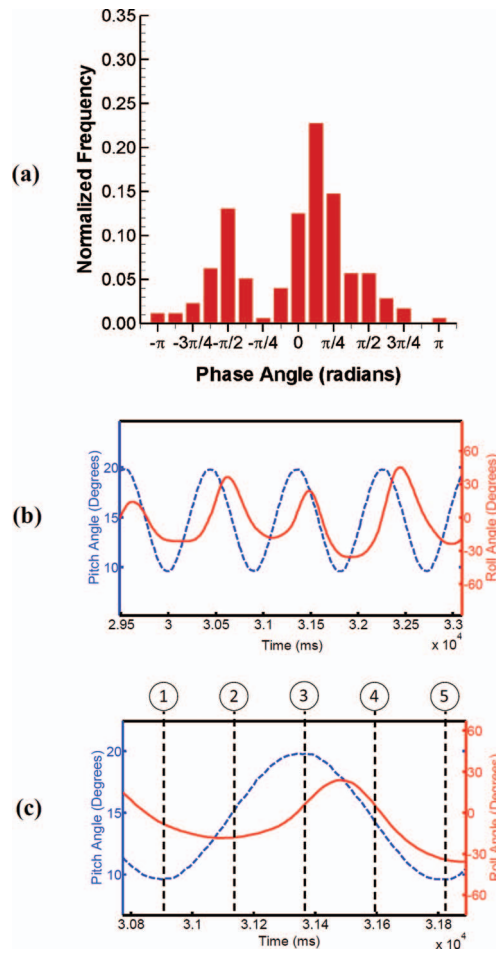 (a)
Normalized Frequency
0.35
0.30
0.25
0.20
0.15
0.10
0.05
0.00
-π -3π/4 -π/2 -π/4 0 π/4 π/2 3π/4 π
Phase Angle (radians)
(b)
Pitch Angle (Degrees)
20
15
10
60
30
0
-30
-60
Roll Angle (Degrees)
2.95 3 3.05 3.1 3.15 3.2 3.25 3.3
Time (ms)
x 10⁴
1 2 3 4 5
(c)
Pitch Angle (Degrees)
20
15
10
60
30
0
-30
-60
Roll Angle (Degrees)
3.08 3.1 3.12 3.14 3.16 3.18
Time (ms)
x 10⁴